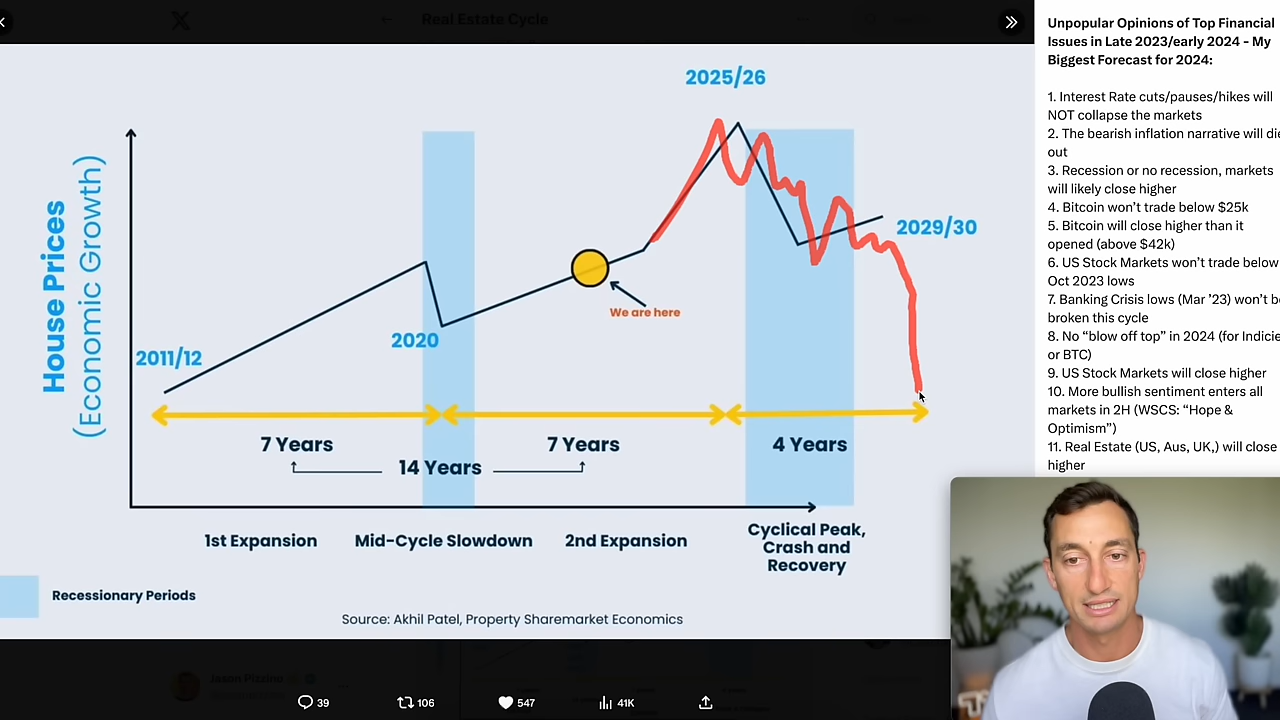 Real Estate Cycle
2025/26
House Prices
(Economic Growth)
2029/30
We are here
2020
2011/12
7 Years
7 Years
4 Years
14 Years
1st Expansion
Mid-Cycle Slowdown
2nd Expansion
Cyclical Peak,
Crash and
Recovery
Recessionary Periods
Source: Akhil Patel, Property Sharemarket Economics
Jason Pizzino
39
106
547
41K
Unpopular Opinions of Top Financial
Issues in Late 2023/early 2024 - My
Biggest Forecast for 2024:
1. Interest Rate cuts/pauses/hikes will
NOT collapse the markets
2. The bearish inflation narrative will die
out
3. Recession or no recession, markets
will likely close higher
4. Bitcoin won’t trade below $25k
5. Bitcoin will close higher than it
opened (above $42k)
6. US Stock Markets won’t trade below
Oct 2023 lows
7. Banking Crisis lows (Mar ’23) won’t b
broken this cycle
8. No “blow off top” in 2024 (for Indicie
or BTC)
9. US Stock Markets will close higher
10. More bullish sentiment enters all
markets in 2H (WSCS: “Hope &
Optimism”)
11. Real Estate (US, Aus, UK,) will close
higher